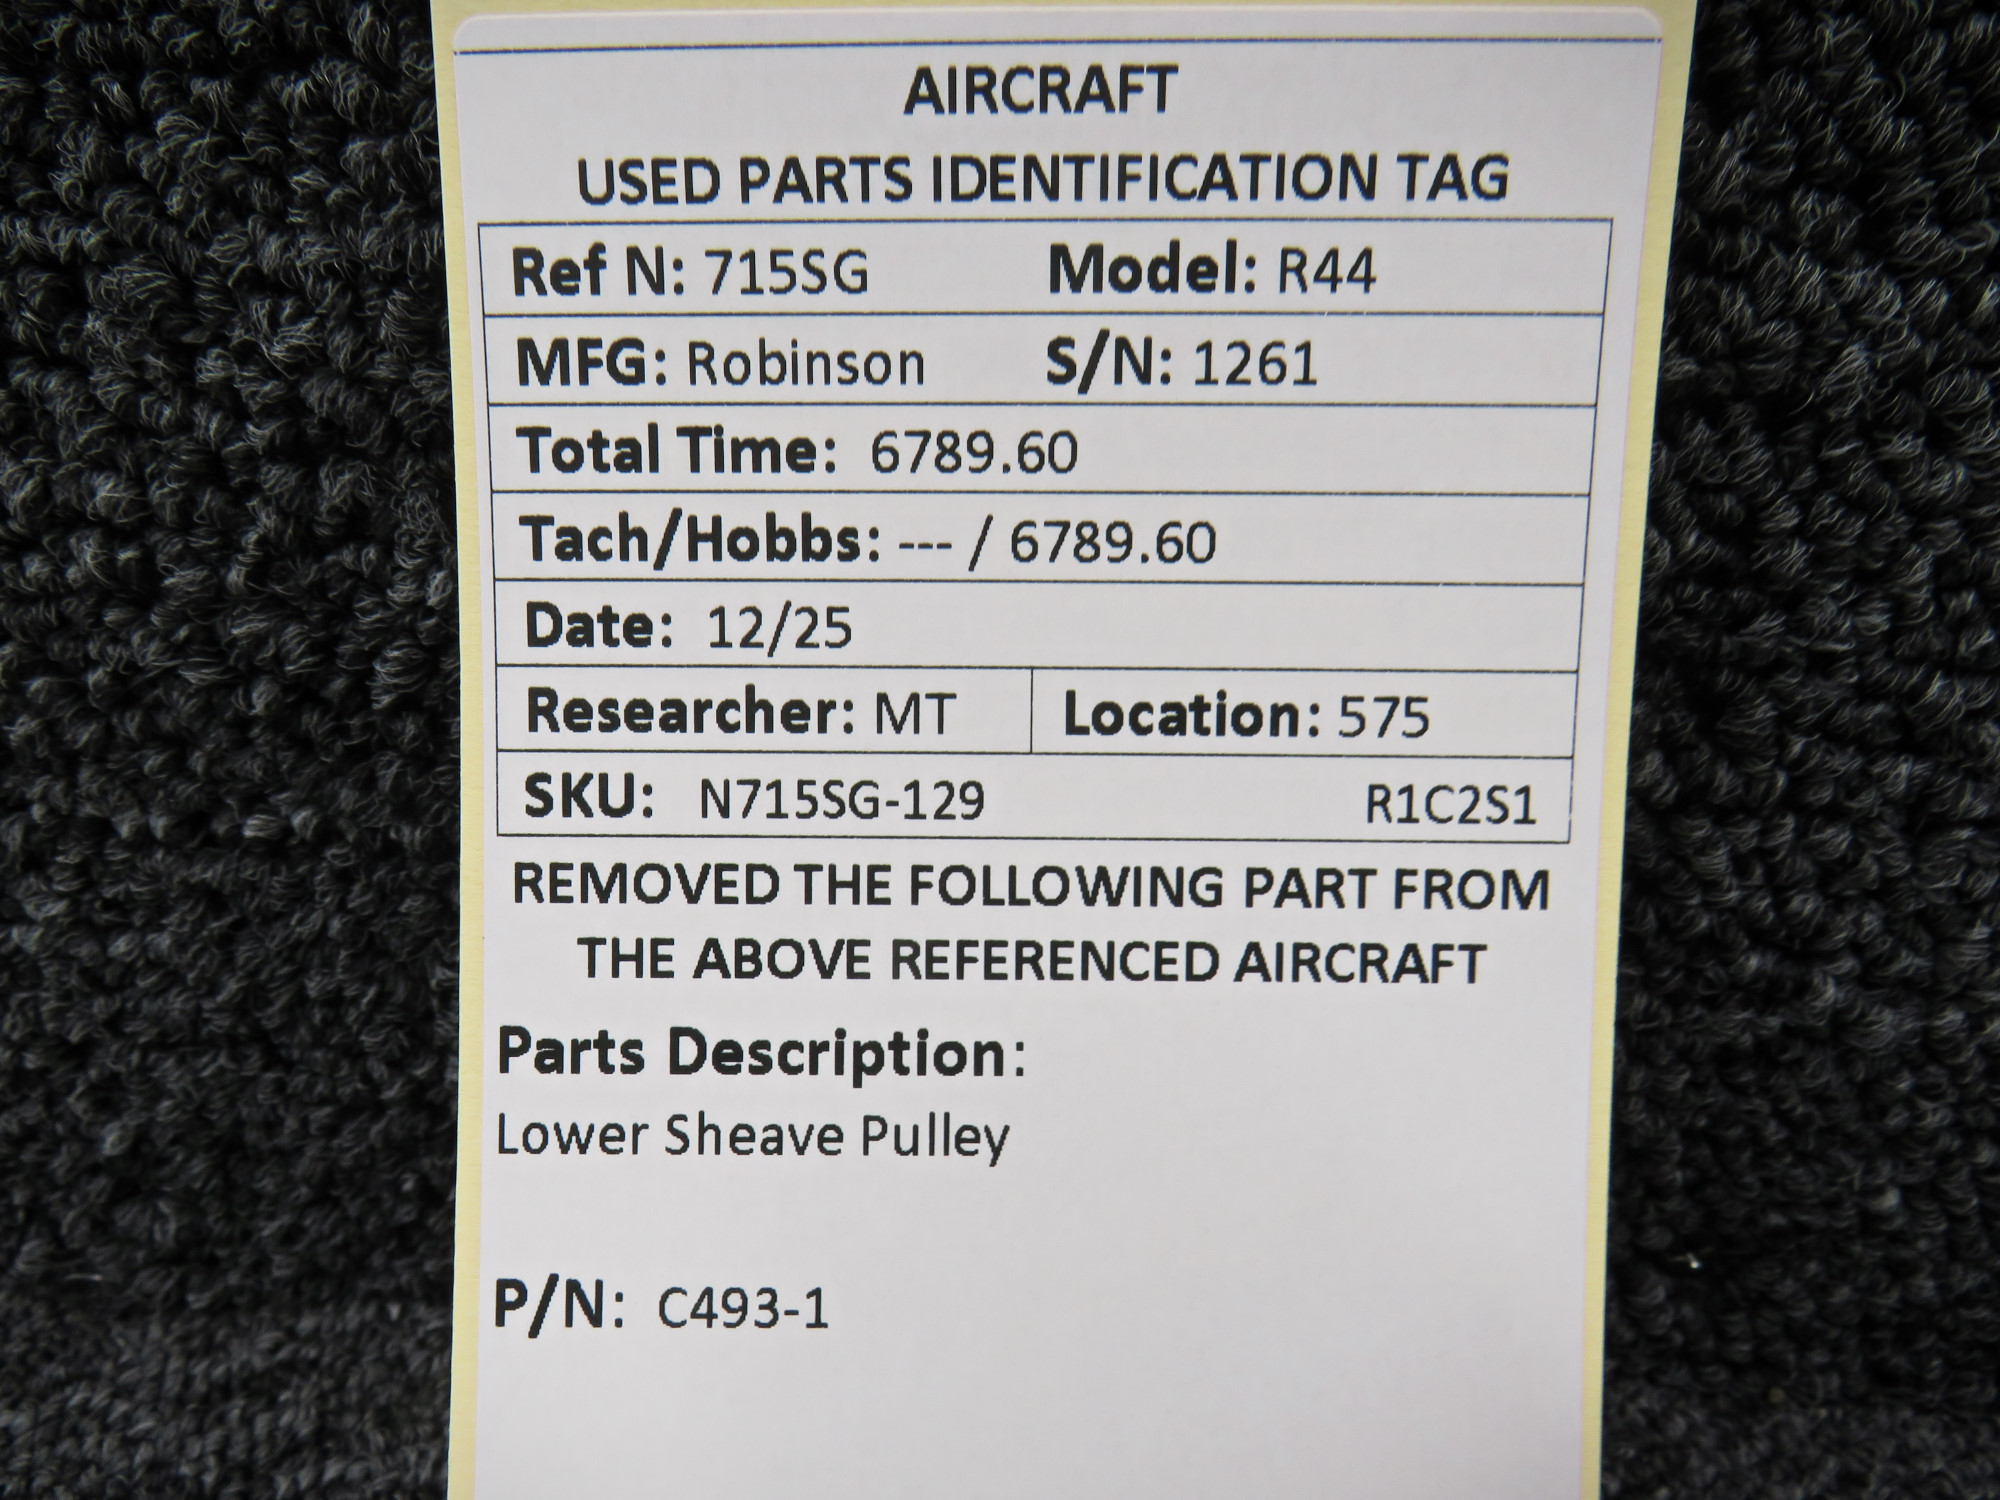 AIRCRAFT
USED PARTS IDENTIFICATION TAG
Ref N: 715SG Model: R44
MFG: Robinson S/N: 1261
Total Time: 6789.60
Tach/Hobbs: --- / 6789.60
Date: 12/25
Researcher: MT Location: 575
SKU: N715SG-129 R1C2S1
REMOVED THE FOLLOWING PART FROM
THE ABOVE REFERENCED AIRCRAFT
Parts Description:
Lower Sheave Pulley
P/N: C493-1